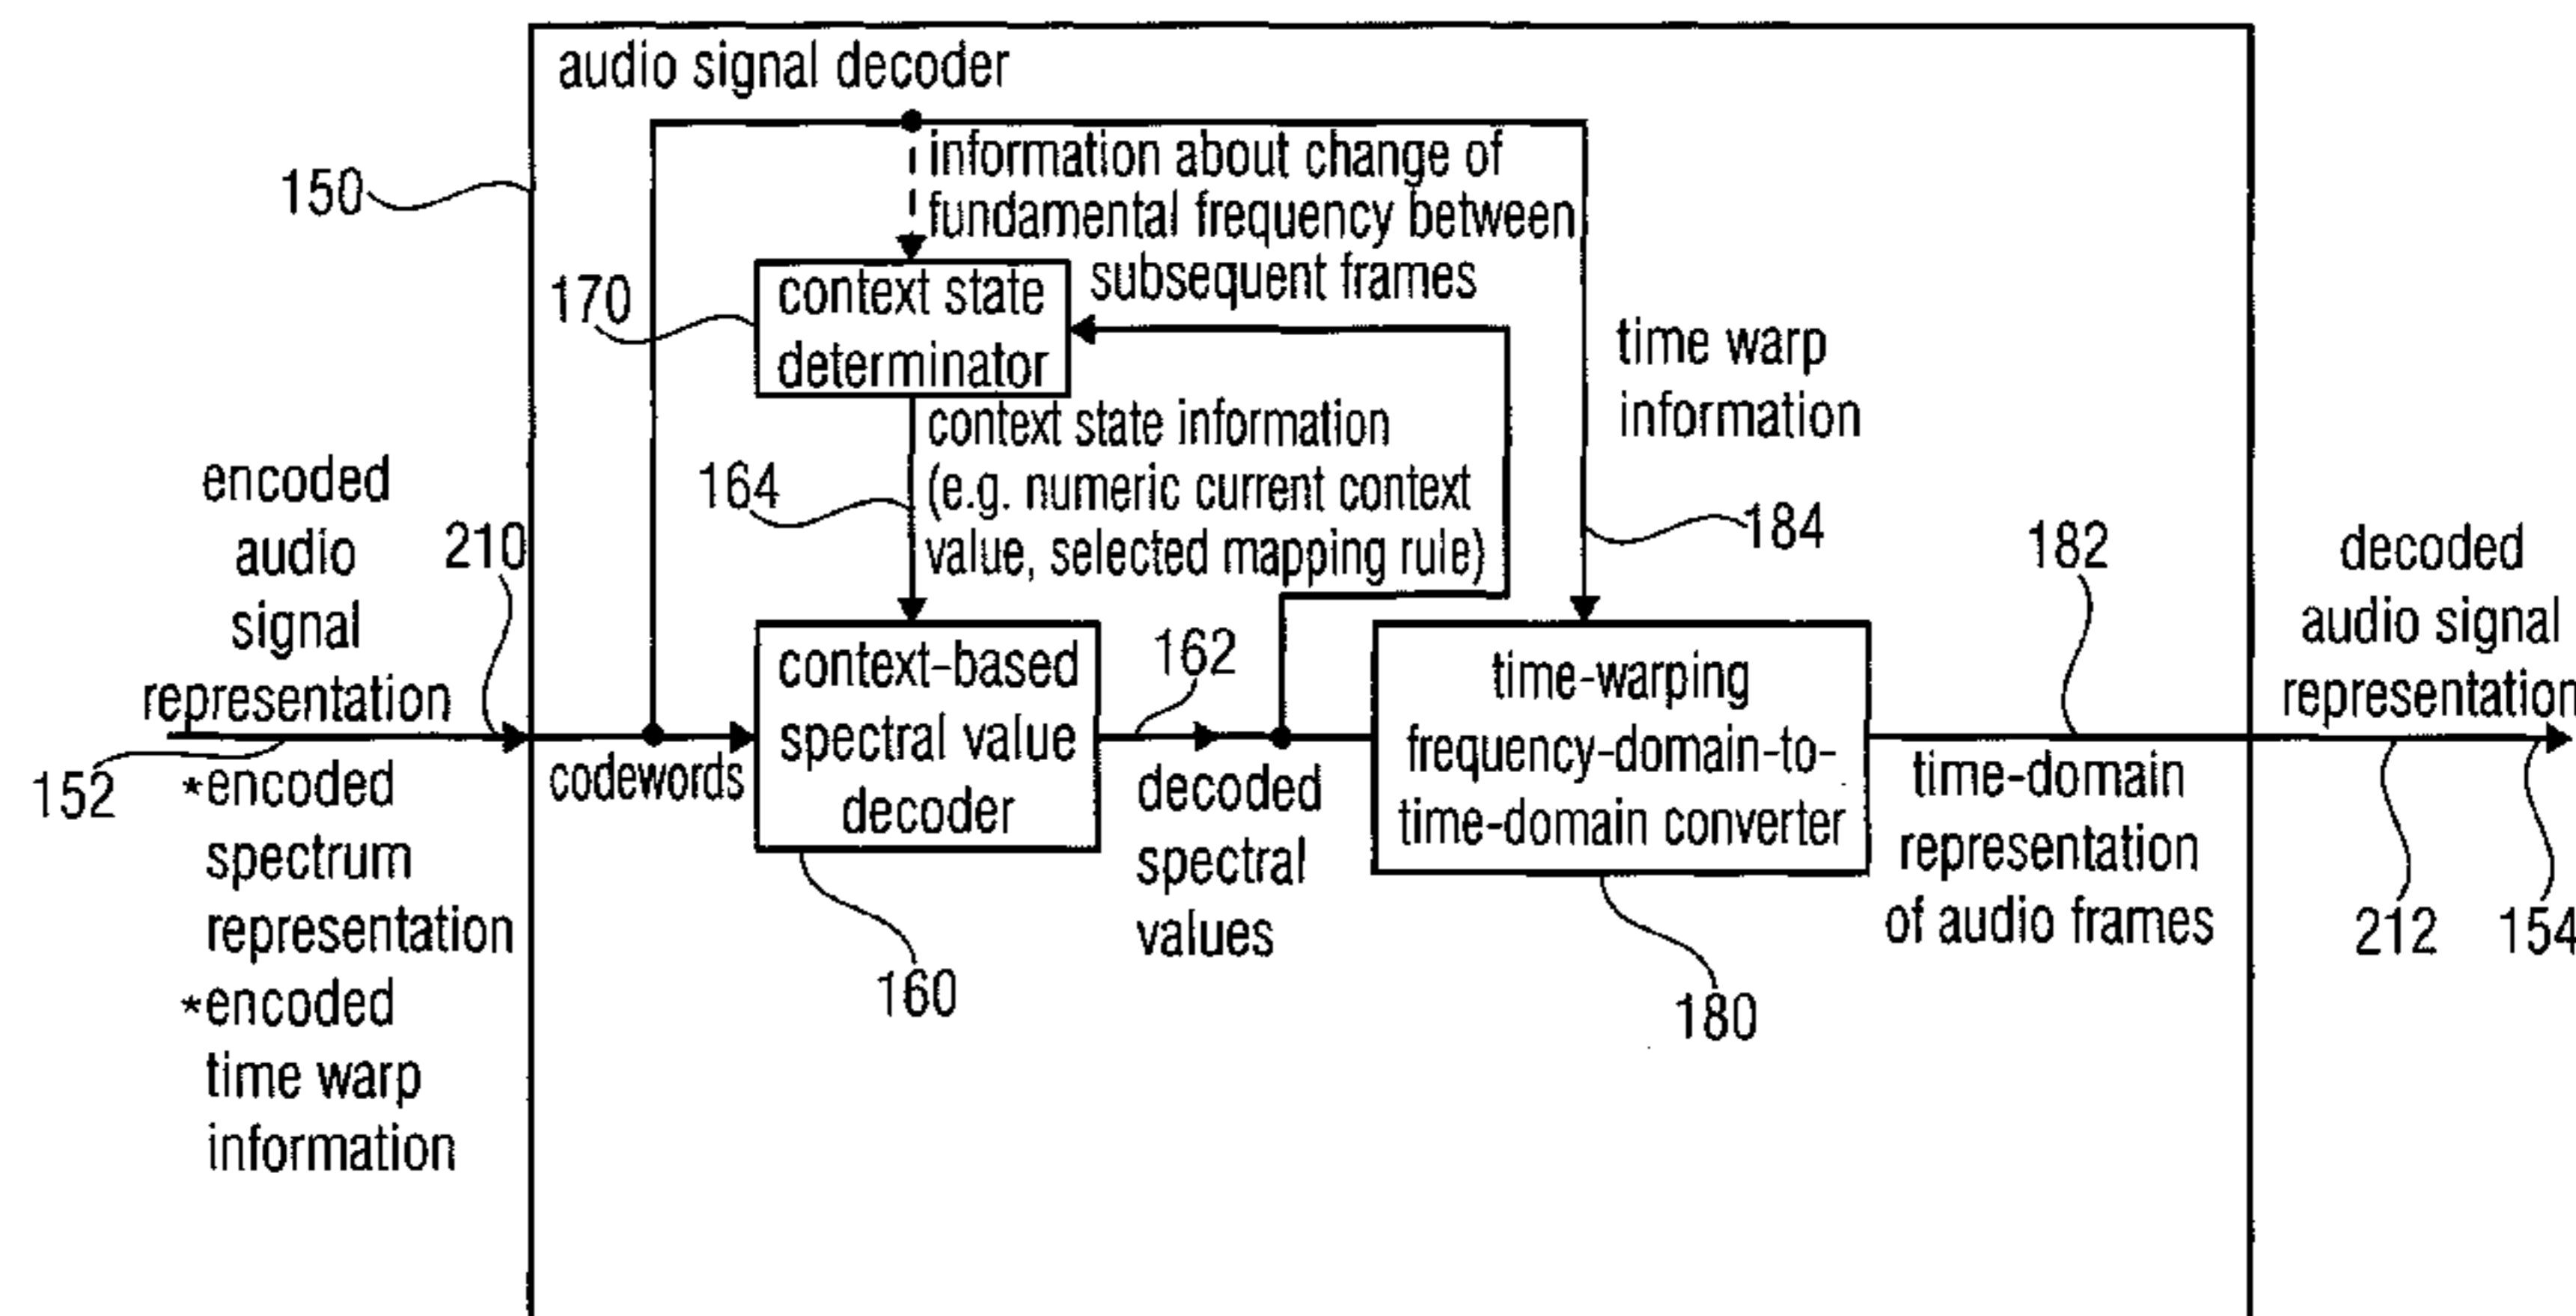 audio signal decoder
150
information about change of
fundamental frequency between
subsequent frames
170
context state
determinator
time warp
information
context state information
(e.g. numeric current context
value, selected mapping rule)
164
184
encoded
audio
signal
representation
210
152
*encoded
spectrum
representation
*encoded
time warp
information
codewords
context-based
spectral value
decoder
160
162
decoded
spectral
values
time-warping
frequency-domain-to-
time-domain converter
180
182
time-domain
representation
of audio frames
decoded
audio signal
representation
212
154